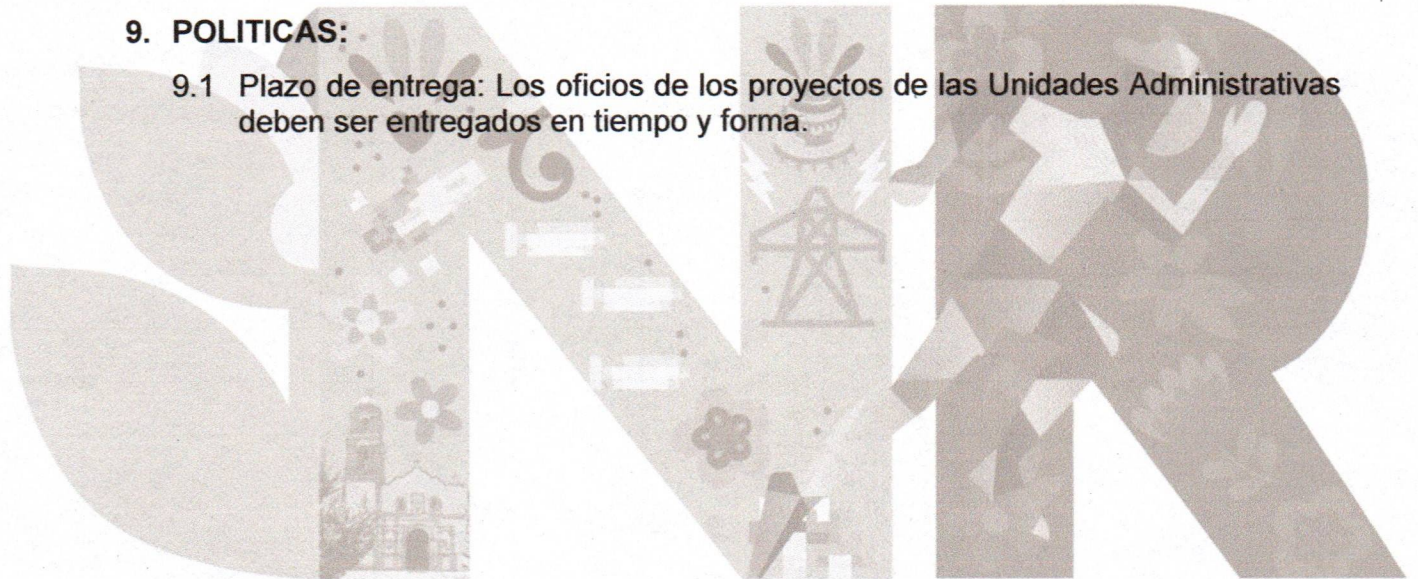 9. POLITICAS:
9.1 Plazo de entrega: Los oficios de los proyectos de las Unidades Administrativas
deben ser entregados en tiempo y forma.
SNR